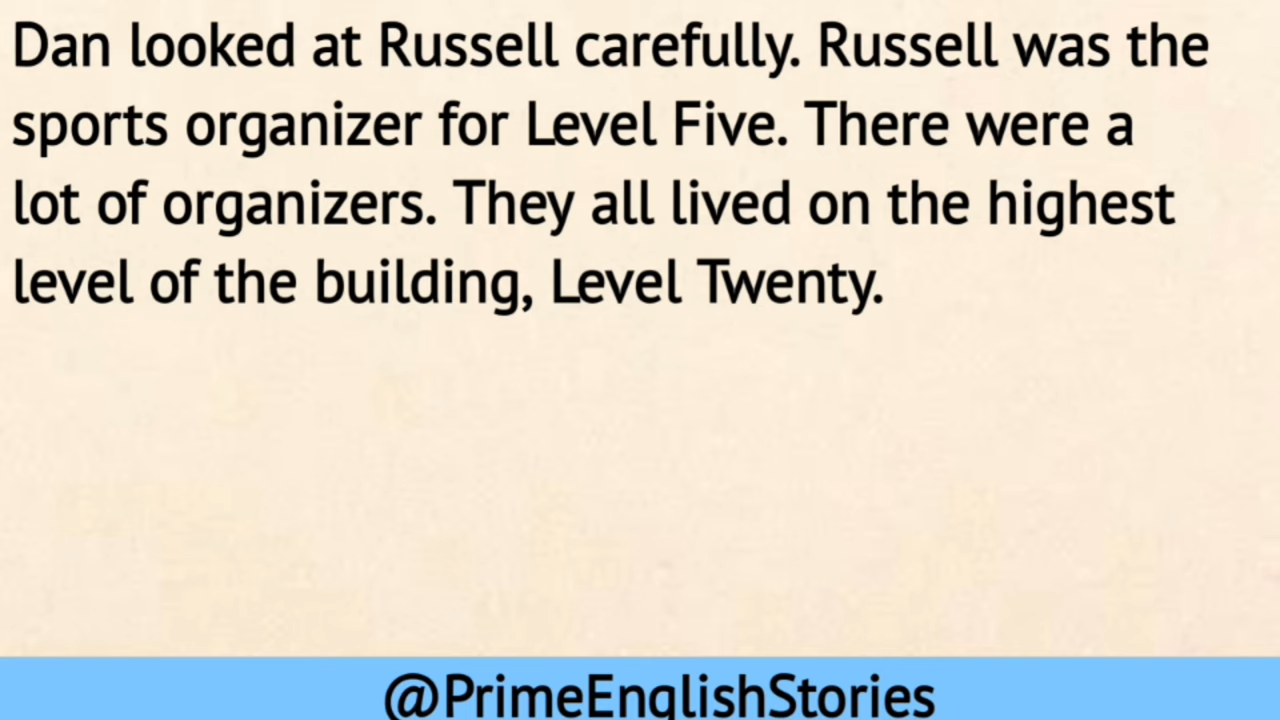 Dan looked at Russell carefully. Russell was the
sports organizer for Level Five. There were a
lot of organizers. They all lived on the highest
level of the building, Level Twenty.
@PrimeEnglishStories